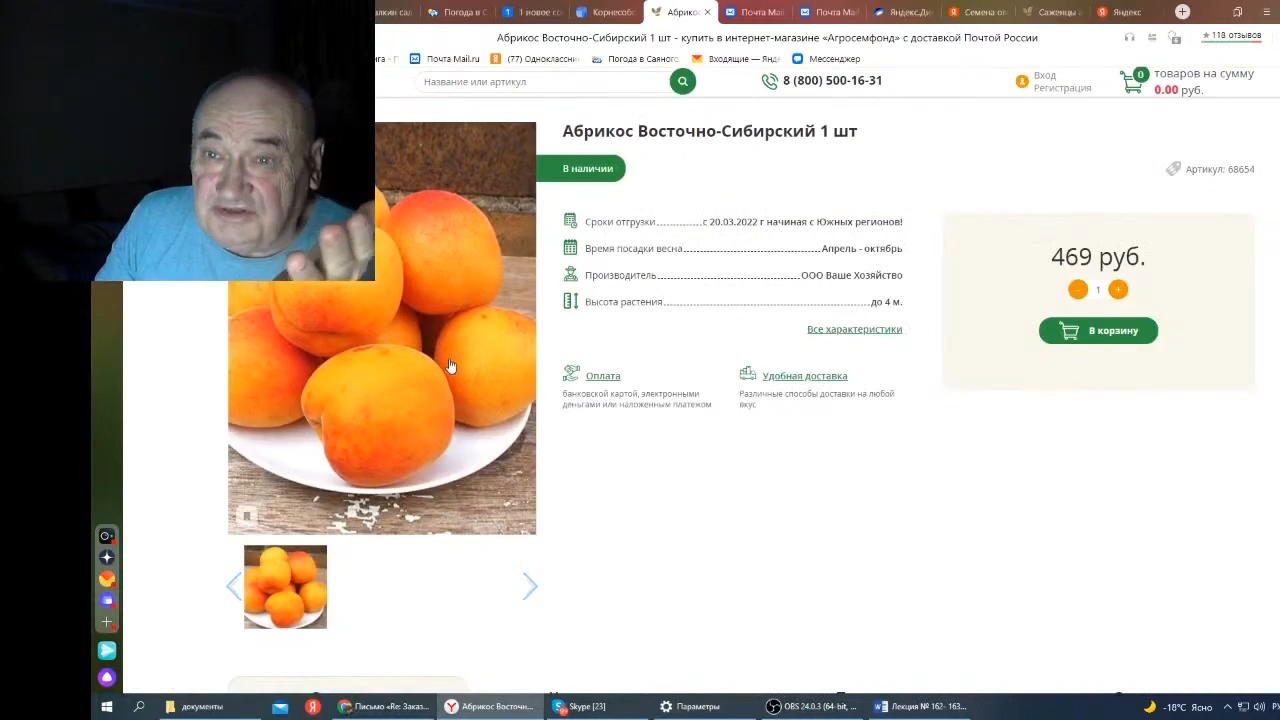 Погода в
1 новое со
Корнесобс
Абрикс
Почта Mail
Почта Mail
Яндекс.Ди
Семена ов
Саженцы и
Яндекс
Абрикос Восточно-Сибирский 1 шт - купить в интернет-магазине «Агросемфонд» с доставкой Почтой России
★118 отзывов
Почта Mail.ru
(77) Одноклассни
Погода в Саяного
Входящие — Янде
Мессенджер
Название или артикул
8 (800) 500-16-31
Вход
Регистрация
0
товаров на сумму
0.00 руб.
Абрикос Восточно-Сибирский 1 шт
В наличии
Артикул: 68654
Сроки отгрузки
с 20.03.2022 г начиная с Южных регионов!
Время посадки весна
Апрель - октябрь
Производитель
ООО Ваше Хозяйство
Высота растения
до 4 м.
Все характеристики
469 руб.
- 1 +
В корзину
Оплата
банковской картой, электронными
деньгами или наложенным платежом
Удобная доставка
Различные способы доставки на любой
вкус
документы
Письмо «Re: Заказ...
Абрикос Восточн...
Skype [23]
Параметры
OBS 24.0.3 (64-bit, ...
Лекция № 162- 163...
-18°C Ясно